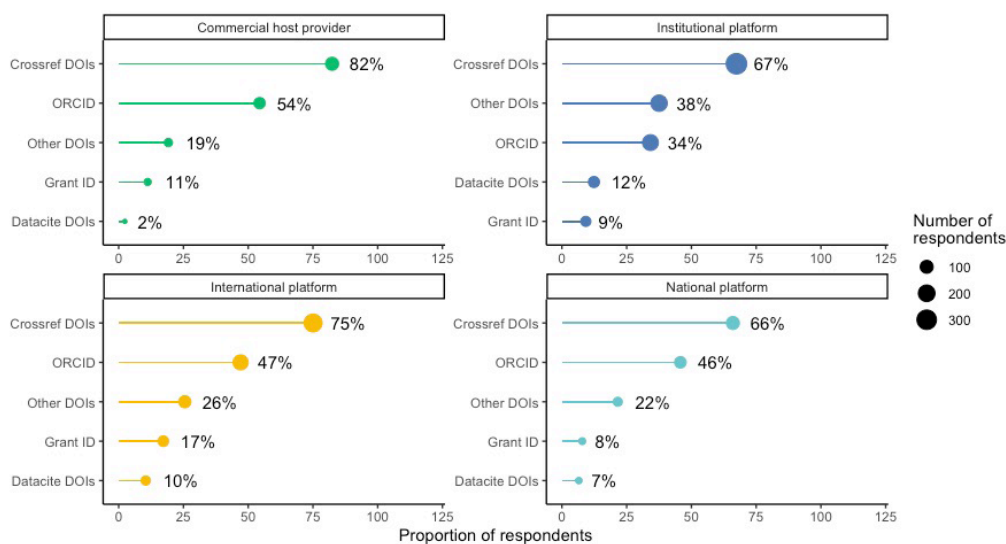 Commercial host provider
Crossref DOIs 82%
ORCID 54%
Other DOIs 19%
Grant ID 11%
Datacite DOIs 2%
0 25 50 75 100 125
Institutional platform
Crossref DOIs 67%
Other DOIs 38%
ORCID 34%
Datacite DOIs 12%
Grant ID 9%
0 25 50 75 100 125
International platform
Crossref DOIs 75%
ORCID 47%
Other DOIs 26%
Grant ID 17%
Datacite DOIs 10%
0 25 50 75 100 125
National platform
Crossref DOIs 66%
ORCID 46%
Other DOIs 22%
Grant ID 8%
Datacite DOIs 7%
0 25 50 75 100 125
Proportion of respondents
Number of
respondents
100
200
300